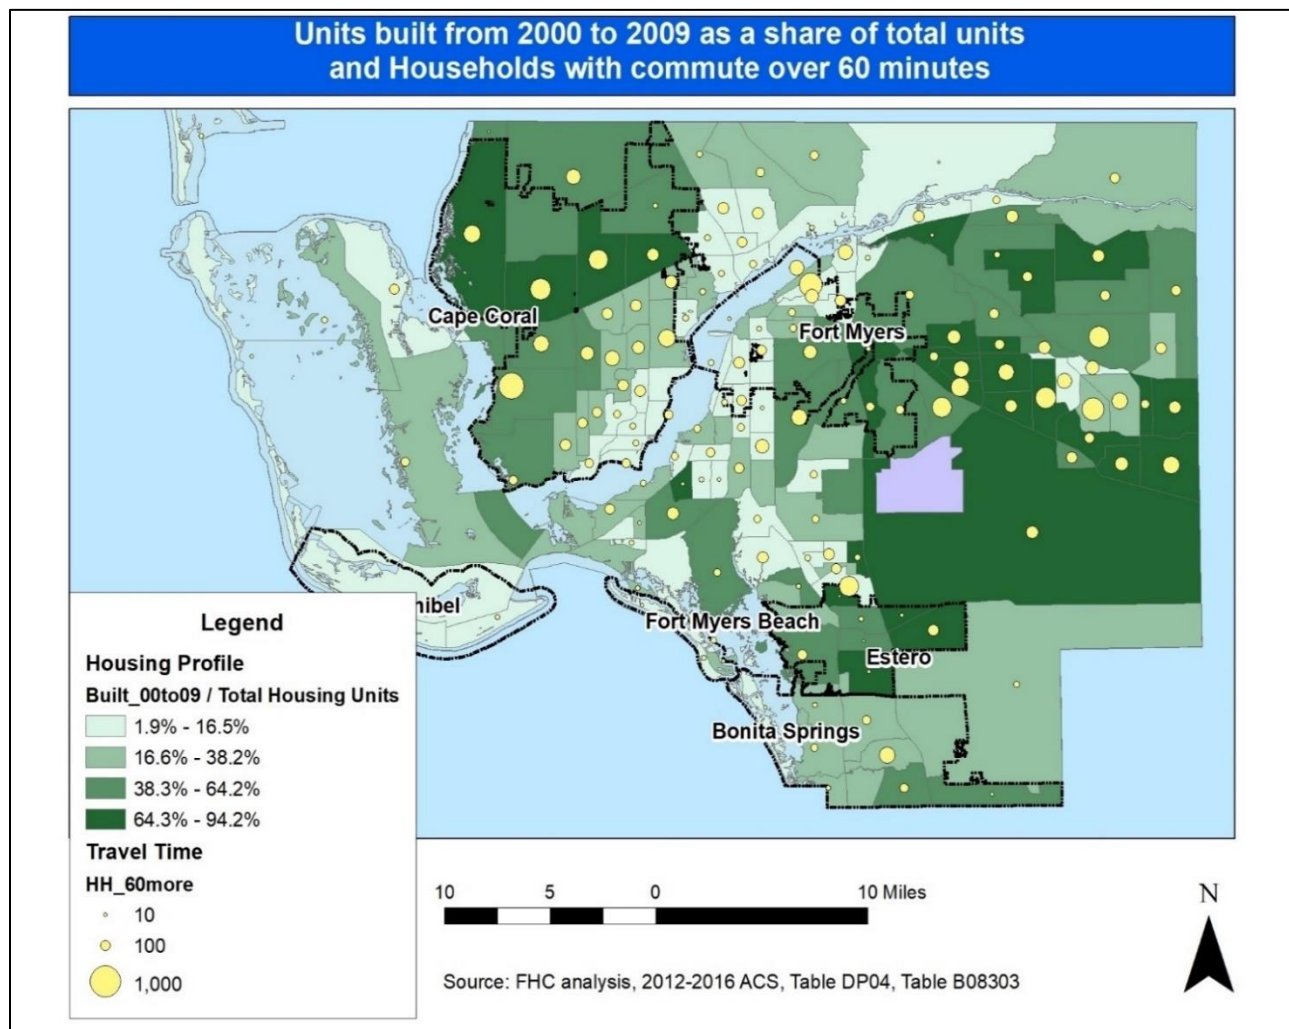 Units built from 2000 to 2009 as a share of total units
and Households with commute over 60 minutes
Cape Coral
Fort Myers
nibel
Fort Myers Beach
Estero
Bonita Springs
Legend
Housing Profile
Built_00to09 / Total Housing Units
1.9% - 16.5%
16.6% - 38.2%
38.3% - 64.2%
64.3% - 94.2%
Travel Time
HH_60more
10
100
1,000
10 5 0 10 Miles
N
Source: FHC analysis, 2012-2016 ACS, Table DP04, Table B08303